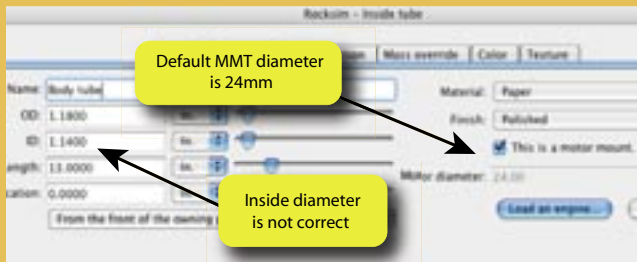 Rocksim - Inside tube
Mass override Color Texture
Default MMT diameter
is 24mm
Name: Body tube
Material: Paper
OD: 1.1800 in.
Finish: Polished
ID: 1.1400 in.
This is a motor mount.
13.0000 in.
Motor diameter: 24.00
0.0000 in.
Inside diameter
is not correct
Load an engine...
From the front of the owning